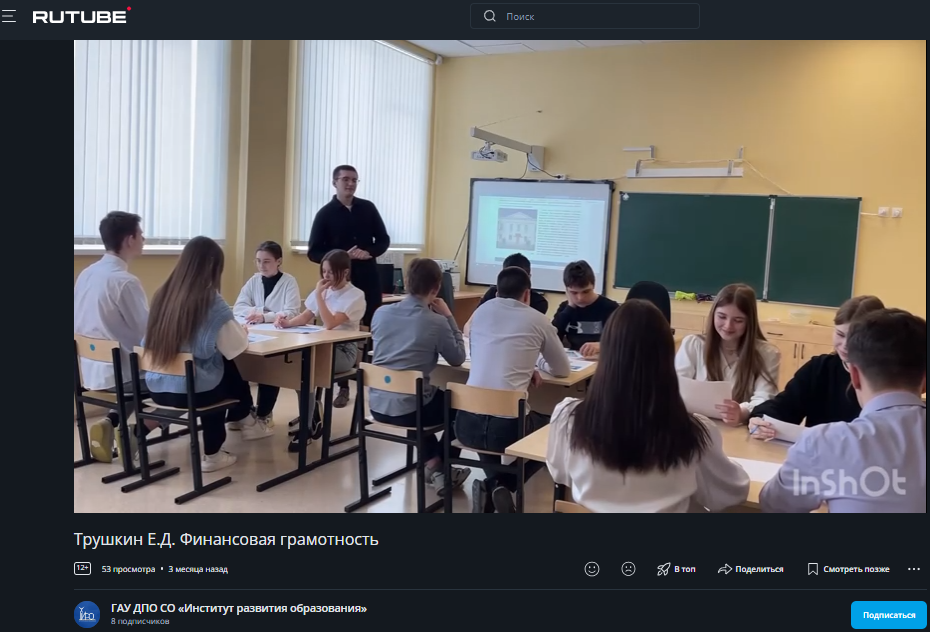 RUTUBE
Поиск
InShOt
Трушкин Е.Д. Финансовая грамотность
12+ 53 просмотра • 3 месяца назад
В топ
Поделиться
Смотреть позже
ГАУ ДПО СО «Институт развития образования»
8 подписчиков
Подписаться